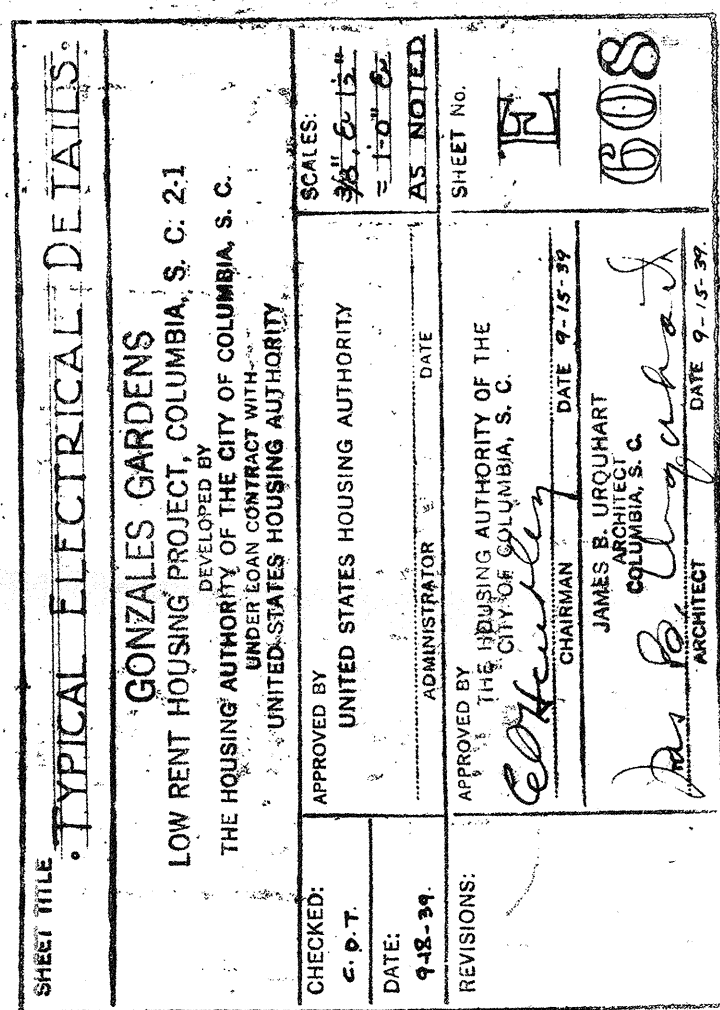 SHEET TITLE
· TYPICAL ELECTRICAL DETAILS ·
GONZALES GARDENS
LOW RENT HOUSING PROJECT, COLUMBIA, S. C. 2-1
DEVELOPED BY
THE HOUSING AUTHORITY OF THE CITY OF COLUMBIA, S. C.
UNDER LOAN CONTRACT WITH
UNITED STATES HOUSING AUTHORITY
CHECKED:
C. D. T.
DATE:
9-18-39.
APPROVED BY
UNITED STATES HOUSING AUTHORITY
ADMINISTRATOR DATE
SCALES:
3/8", & 1½"
= 1'-0" &
AS NOTED
REVISIONS:
APPROVED BY
THE HOUSING AUTHORITY OF THE
CITY OF COLUMBIA, S. C.
CHAIRMAN DATE 9-15-39
JAMES B. URQUHART
ARCHITECT
COLUMBIA, S. C.
Jas B. Urquhart
ARCHITECT DATE 9-15-39.
SHEET No.
E
608